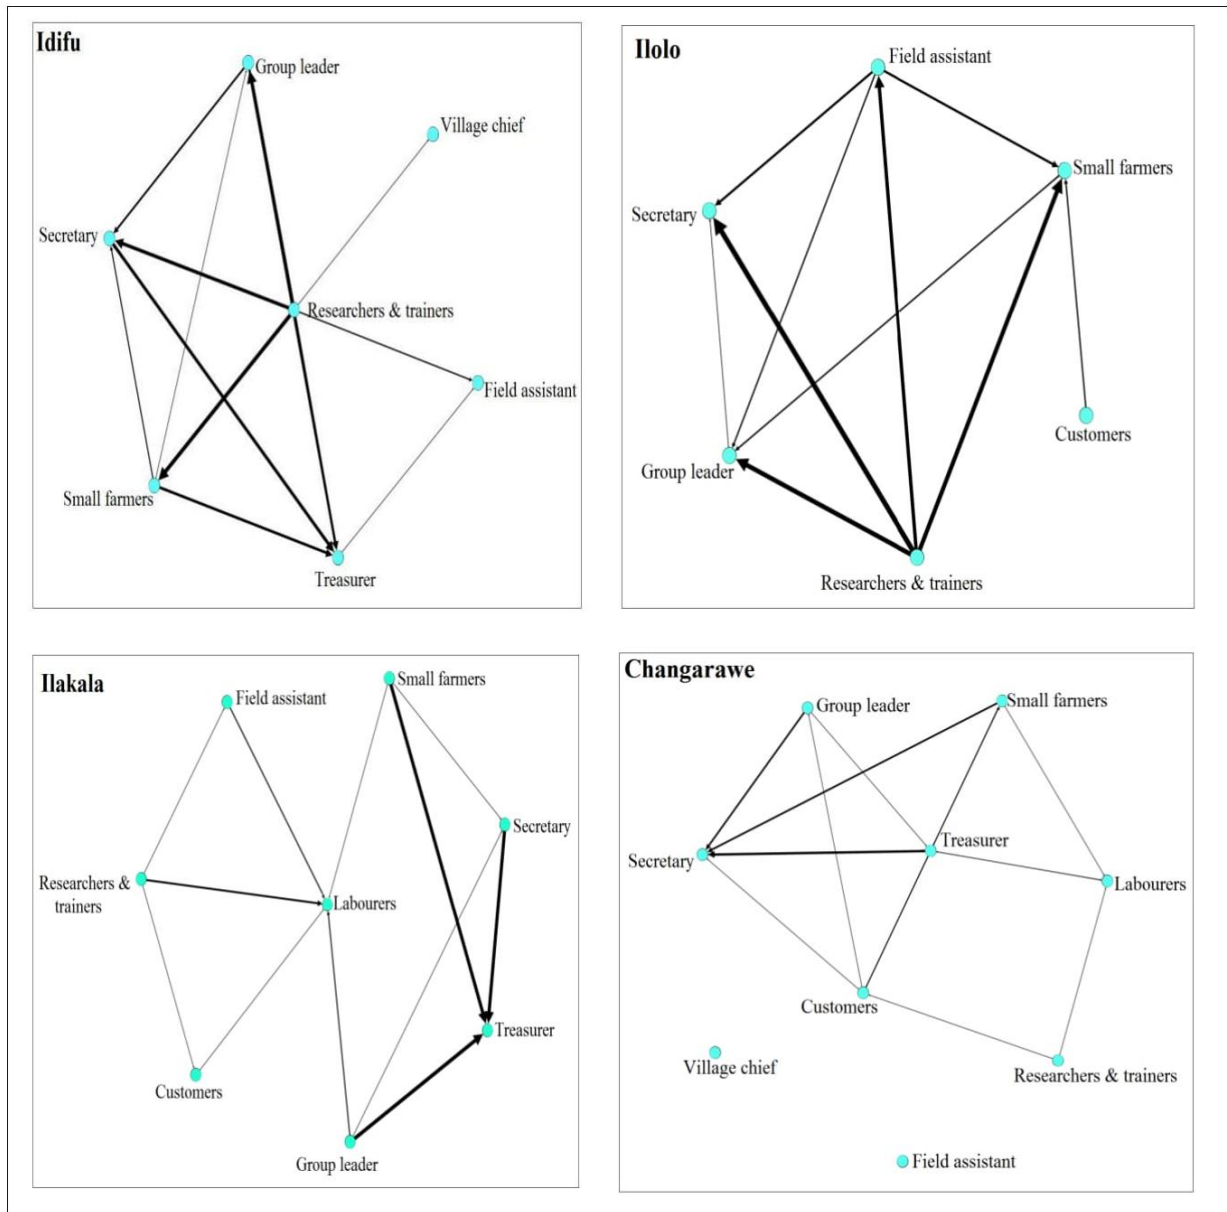 Idifu
Group leader
Village chief
Secretary
Researchers & trainers
Field assistant
Small farmers
Treasurer
Ilolo
Field assistant
Small farmers
Secretary
Customers
Group leader
Researchers & trainers
Ilakala
Small farmers
Field assistant
Secretary
Researchers &
trainers
Labourers
Treasurer
Customers
Group leader
Changarawe
Group leader
Small farmers
Treasurer
Secretary
Labourers
Customers
Village chief
Researchers & trainers
Field assistant